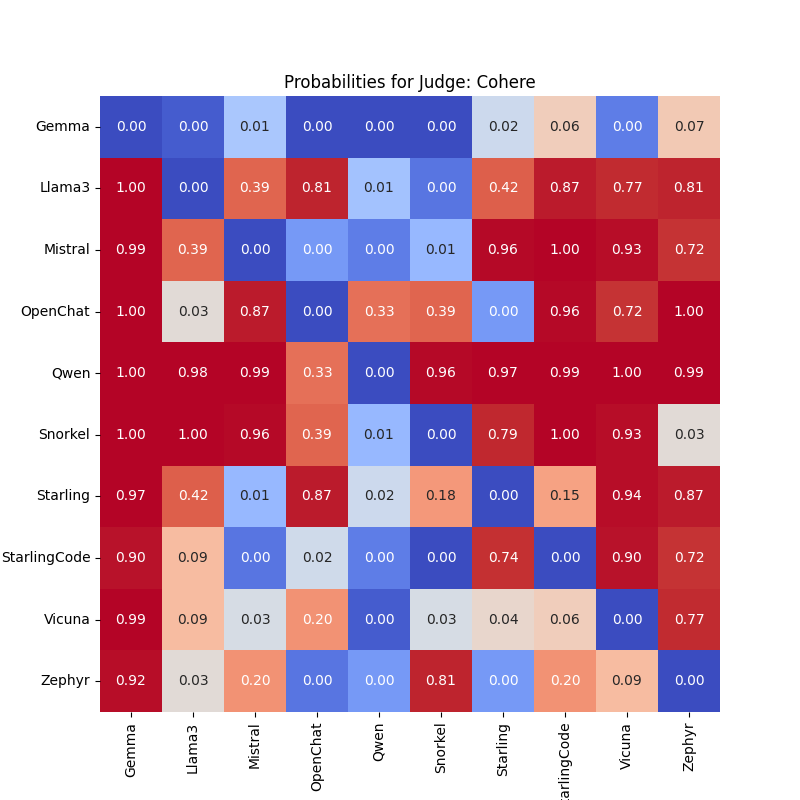 Probabilities for Judge: Cohere
Gemma 0.00 0.00 0.01 0.00 0.00 0.00 0.02 0.06 0.00 0.07
Llama3 1.00 0.00 0.39 0.81 0.01 0.00 0.42 0.87 0.77 0.81
Mistral 0.99 0.39 0.00 0.00 0.00 0.01 0.96 1.00 0.93 0.72
OpenChat 1.00 0.03 0.87 0.00 0.33 0.39 0.00 0.96 0.72 1.00
Qwen 1.00 0.98 0.99 0.33 0.00 0.96 0.97 0.99 1.00 0.99
Snorkel 1.00 1.00 0.96 0.39 0.01 0.00 0.79 1.00 0.93 0.03
Starling 0.97 0.42 0.01 0.87 0.02 0.18 0.00 0.15 0.94 0.87
StarlingCode 0.90 0.09 0.00 0.02 0.00 0.00 0.74 0.00 0.90 0.72
Vicuna 0.99 0.09 0.03 0.20 0.00 0.03 0.04 0.06 0.00 0.77
Zephyr 0.92 0.03 0.20 0.00 0.00 0.81 0.00 0.20 0.09 0.00
Gemma Llama3 Mistral OpenChat Qwen Snorkel Starling arlingCode Vicuna Zephyr